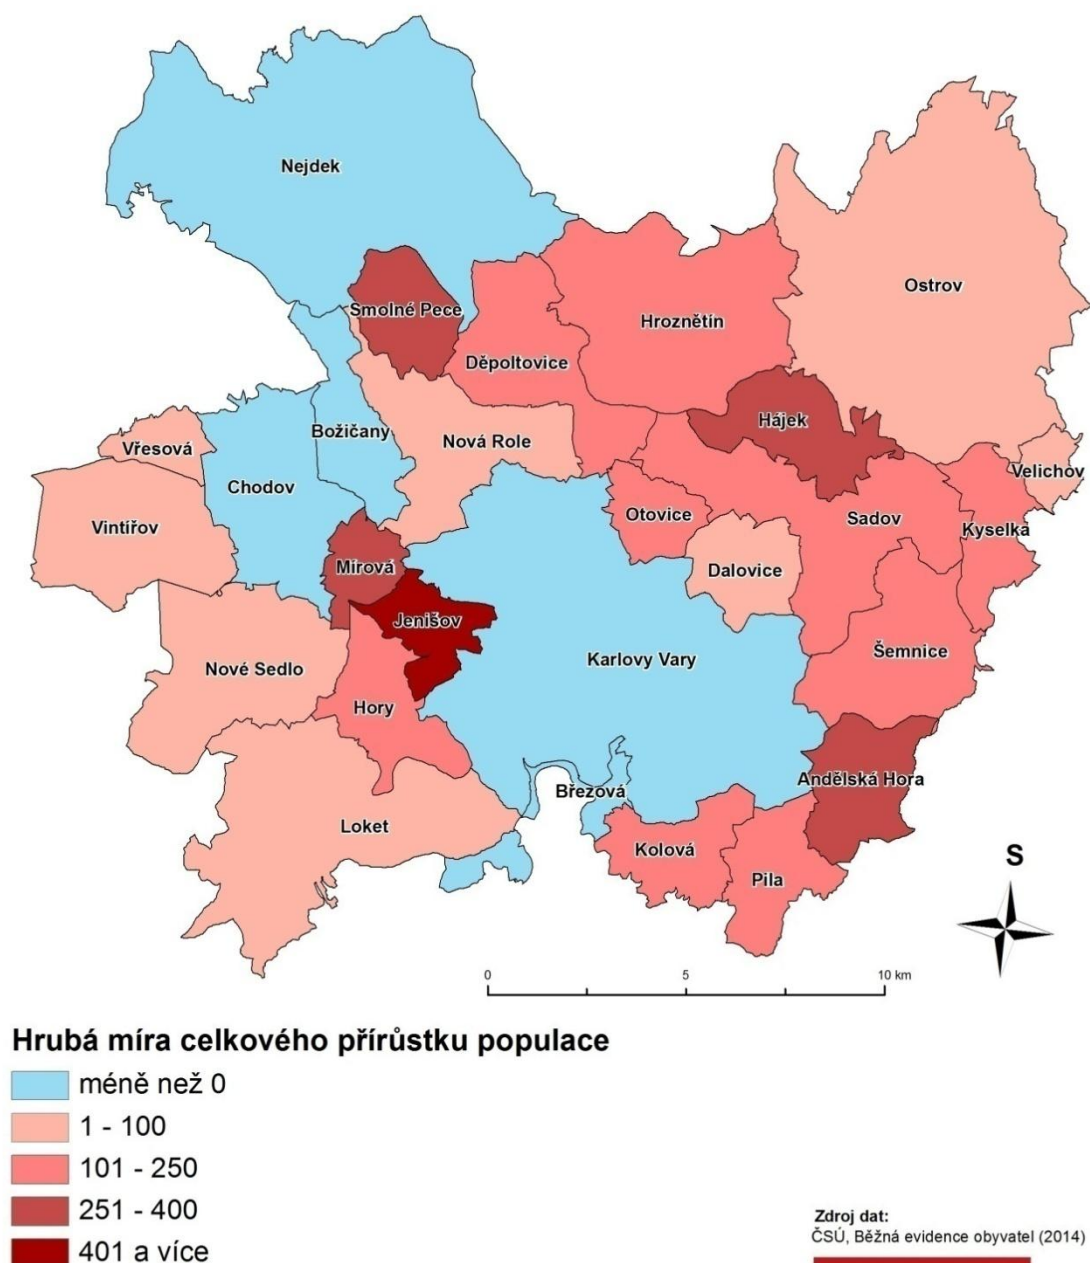 Nejdek
Ostrov
Smolné Pece
Hroznětín
Děpoltovice
Hájek
Božičany
Nová Role
Vřesová
Velichov
Chodov
Otovice
Sadov
Kyselka
Vintířov
Mírová
Dalovice
Jenišov
Šemnice
Nové Sedlo
Karlovy Vary
Hory
Andělská Hora
Březová
Loket
Kolová
Pila
S
0 5 10 km
Hrubá míra celkového přírůstku populace
méně než 0
1 - 100
101 - 250
251 - 400
401 a více
Zdroj dat:
ČSÚ, Běžná evidence obyvatel (2014)